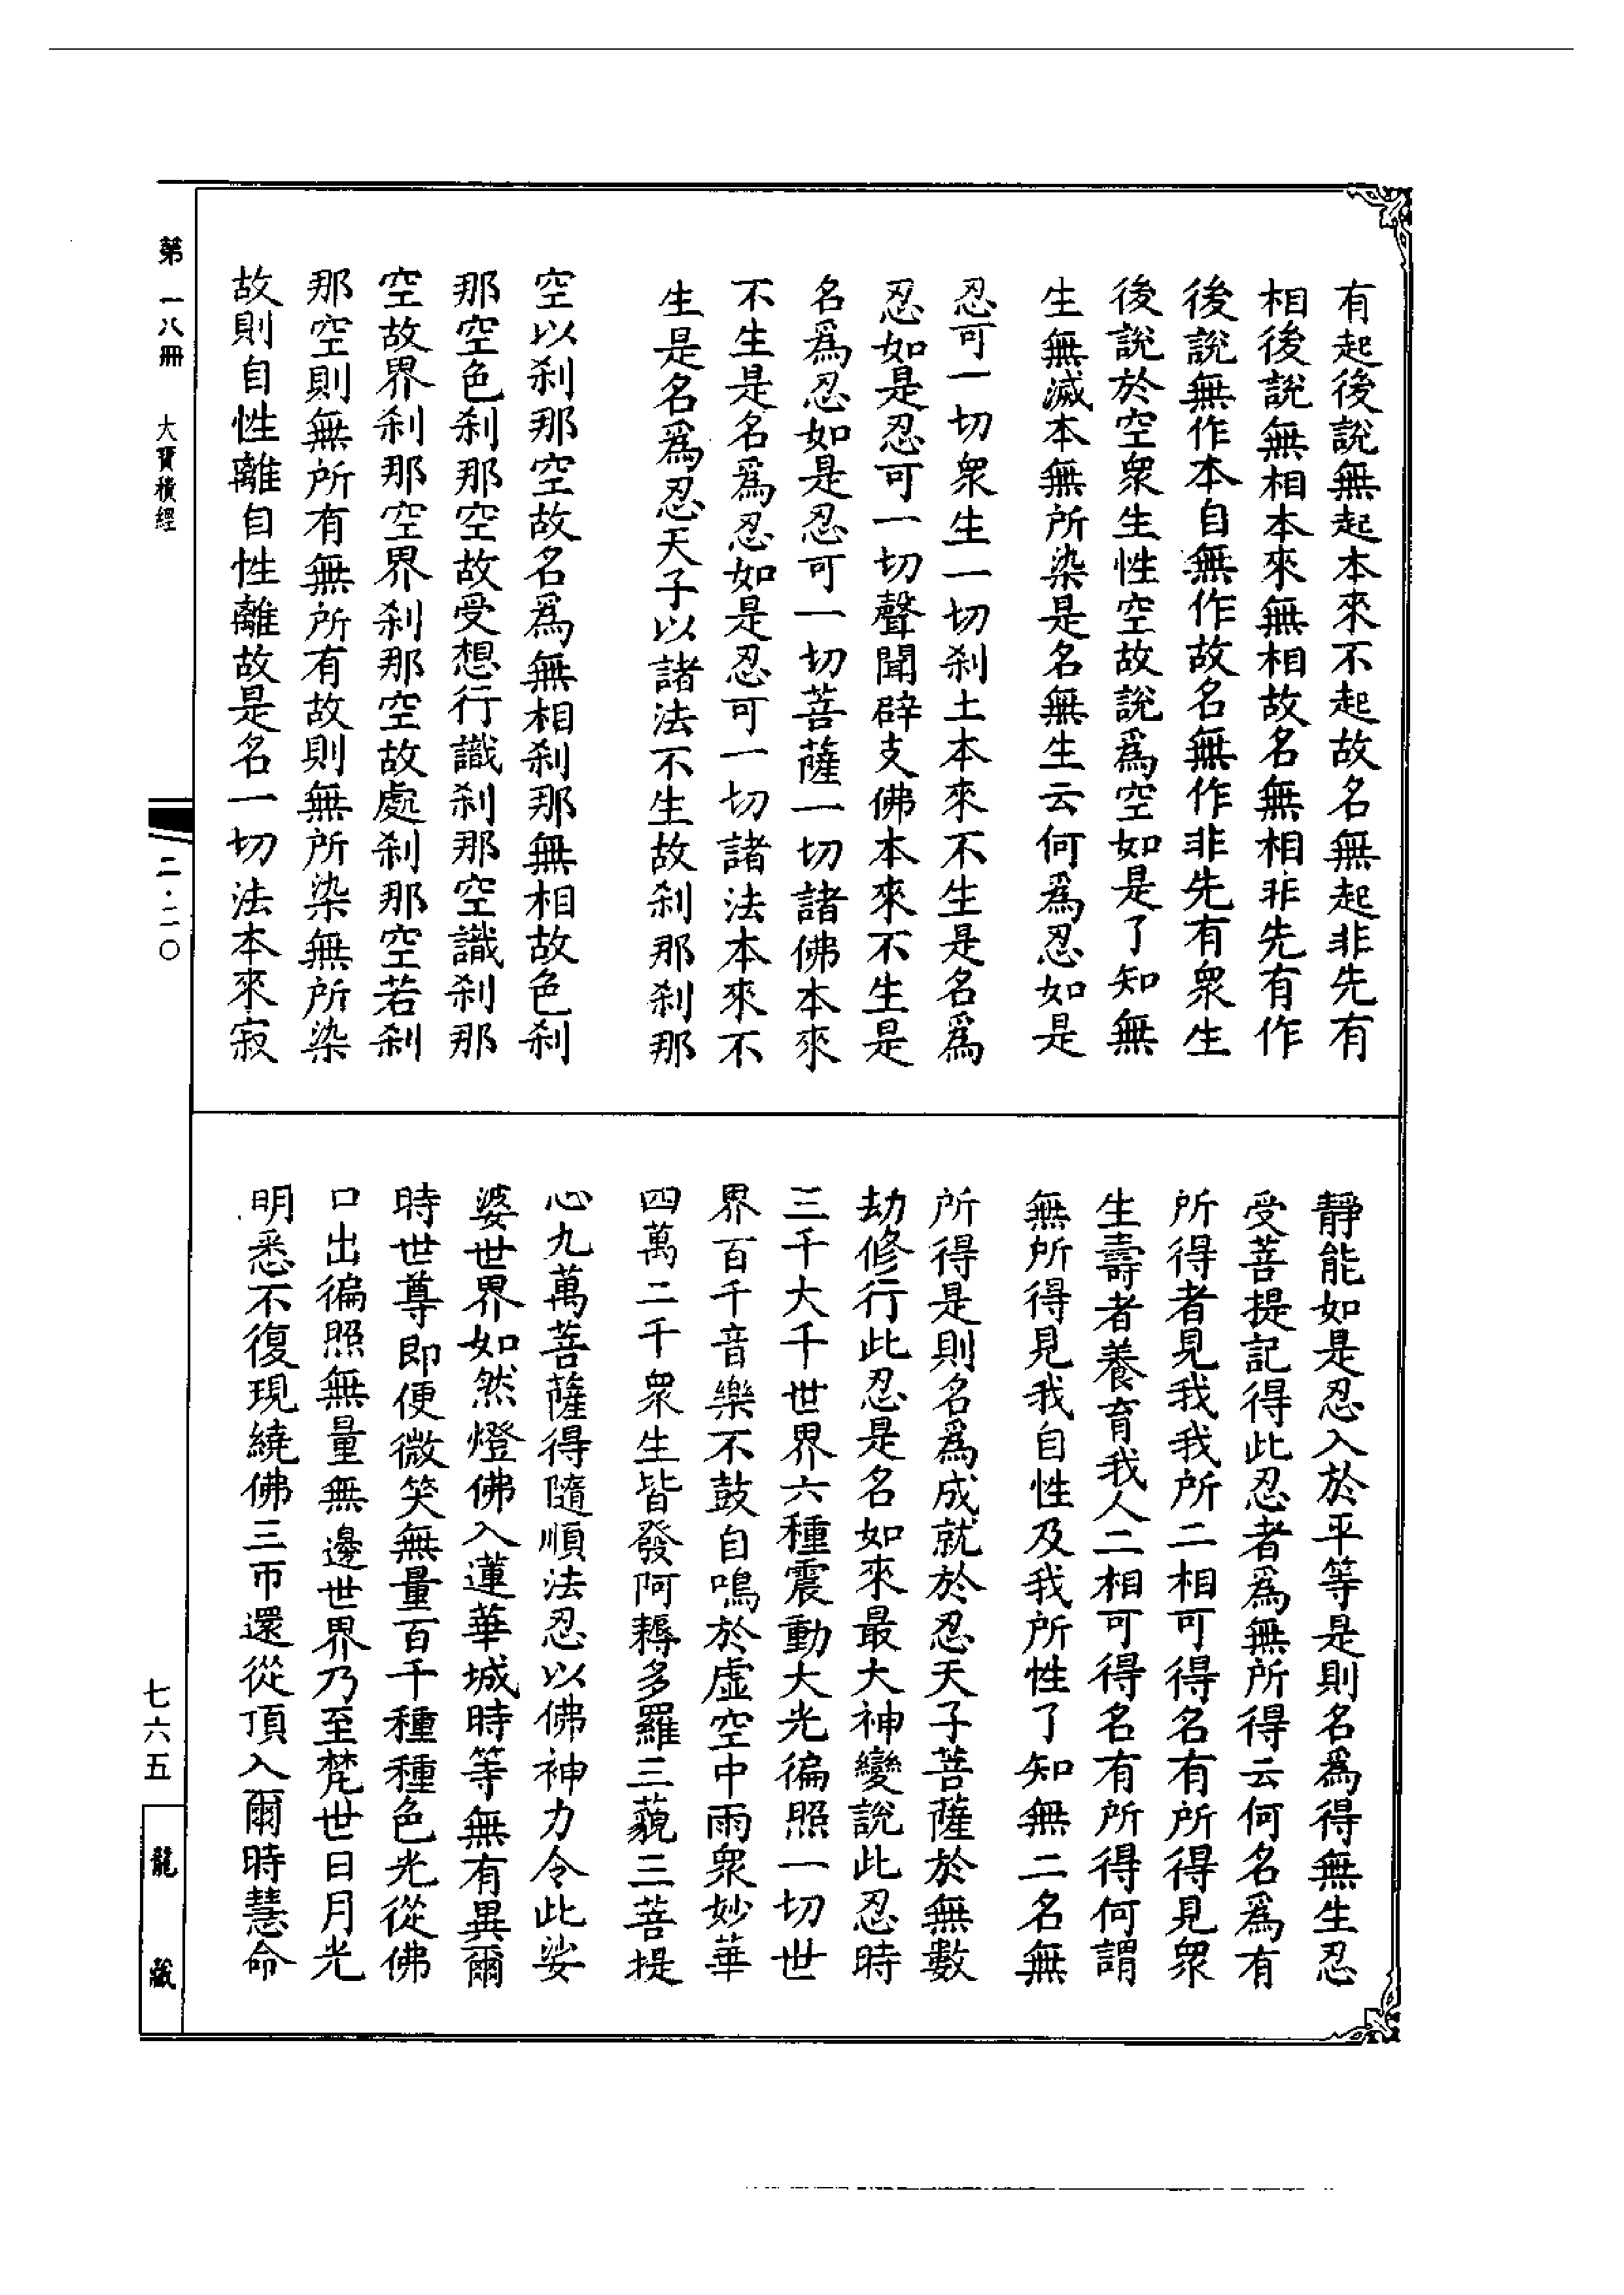 有起後說無起本來不起故名無起非先有
相後說無相本來無相故名無相非先有作
後說無作本自無作故名無作非先有眾生
後說於空眾生性空故說爲空如是了知無
生無滅本無所染是名無生云何爲忍如是
忍可一切眾生一切剎土本來不生是名爲
忍如是忍可一切聲聞辟支佛本來不生是
名爲忍如是忍可一切菩薩一切諸佛本來
不生是名爲忍如是忍可一切諸法本來不
生是名爲忍天子以諸法不生故剎那剎那
空以剎那空故名爲無相剎那無相故色剎
那空色剎那空故受想行識剎那空識剎那
空故界剎那空界剎那空故處剎那空若剎
那空則無所有無所有故則無所染無所染
故則自性離自性離故是名一切法本來寂
靜能如是忍入於平等是則名爲得無生忍
受菩提記得此忍者爲無所得云何名爲有
所得者見我我所二相可得名有所得見眾
生壽者養育我人二相可得名有所得何謂
無所得見我自性及我所性了知無二名無
所得是則名爲成就於忍天子菩薩於無數
劫修行此忍是名如來最大神變說此忍時
三千大千世界六種震動大光徧照一切世
界百千音樂不鼓自鳴於虛空中雨眾妙華
四萬二千眾生皆發阿耨多羅三藐三菩提
心九萬菩薩得隨順法忍以佛神力令此娑
婆世界如然燈佛入蓮華城時等無有異爾
時世尊即便微笑無量百千種種色光從佛
口出徧照無量無邊世界乃至梵世日月光
明悉不復現繞佛三帀還從頂入爾時慧命
第一八冊 大寶積經
二·二〇
七六五
龍藏